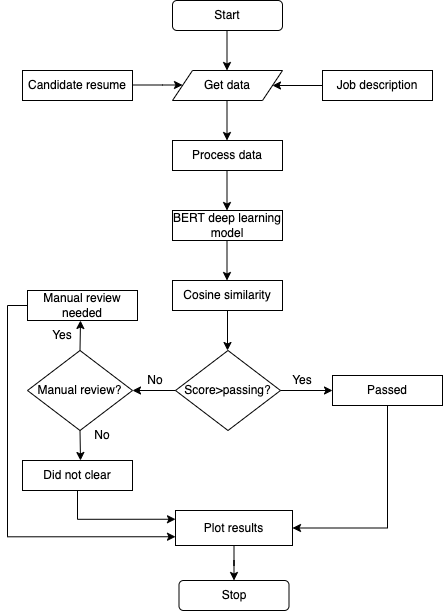 Start
Candidate resume
Get data
Job description
Process data
BERT deep learning
model
Cosine similarity
Manual review
needed
Yes
Manual review?
No
Score>passing?
Yes
Passed
No
Did not clear
Plot results
Stop